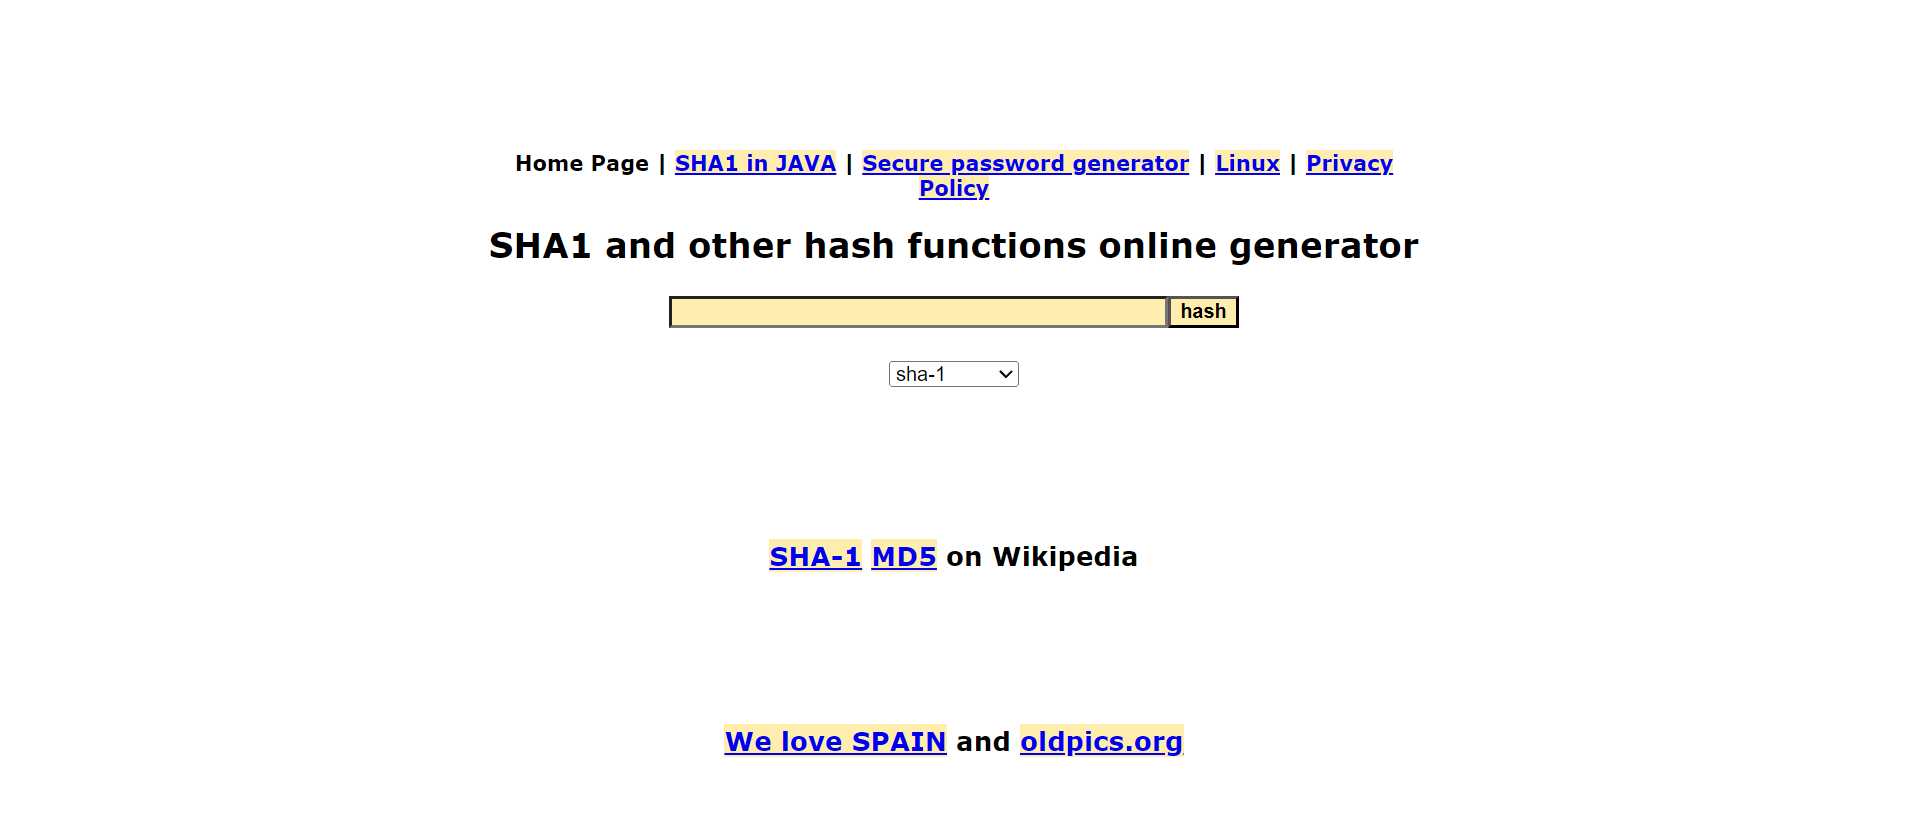 Home Page | SHA1 in JAVA | Secure password generator | Linux | Privacy
Policy
SHA1 and other hash functions online generator
hash
sha-1
SHA-1 MD5 on Wikipedia
We love SPAIN and oldpics.org